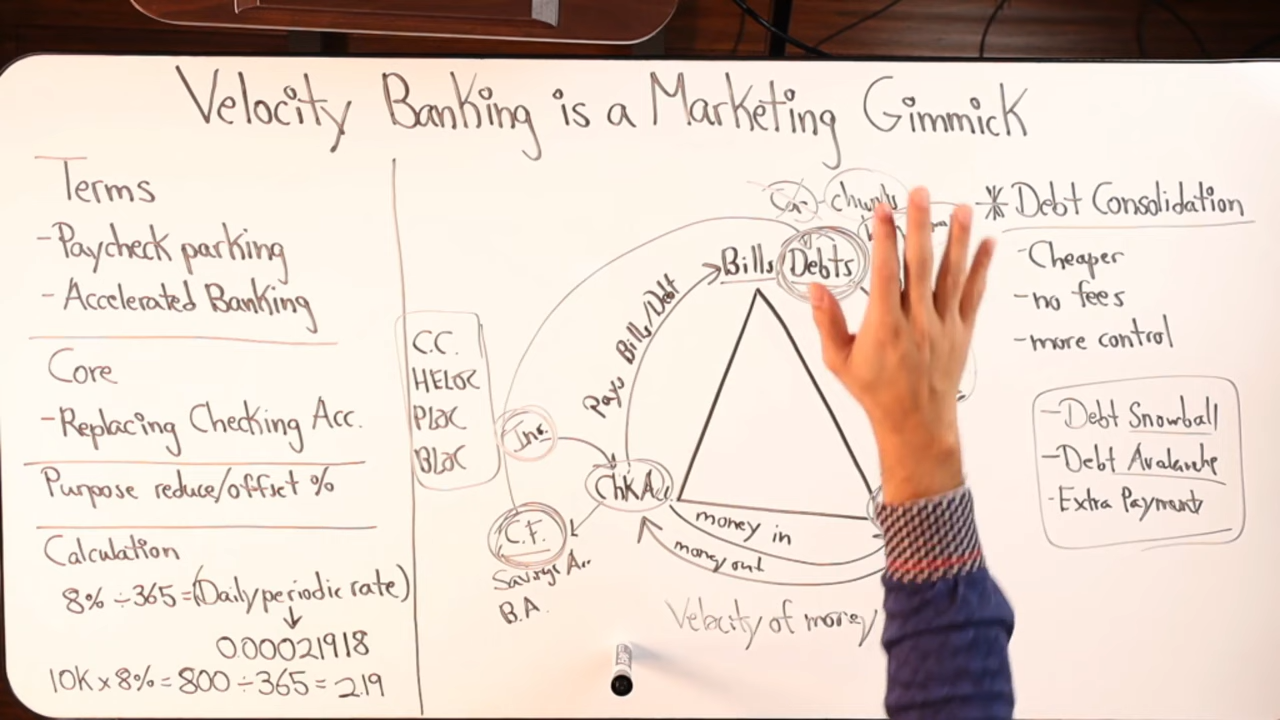 Velocity Banking is a Marketing Gimmick
Terms
-Paycheck parking
-Accelerated Banking
Core
-Replacing Checking Acc.
Purpose reduce/offset %
Calculation
8% ÷ 365 = (Daily periodic rate)
0.00021918
10K x 8% = 800 ÷ 365 = 2.19
C.C.
HELOC
PLOC
BLOC
Inc.
C.F.
Savings A..
B.A.
chunks
Bills Debts
Pays Bills/Debt
ChK Acc
money in
money out
Velocity of money
* Debt Consolidation
-Cheaper
-no fees
-more control
-Debt Snowball
-Debt Avalanche
-Extra Payment